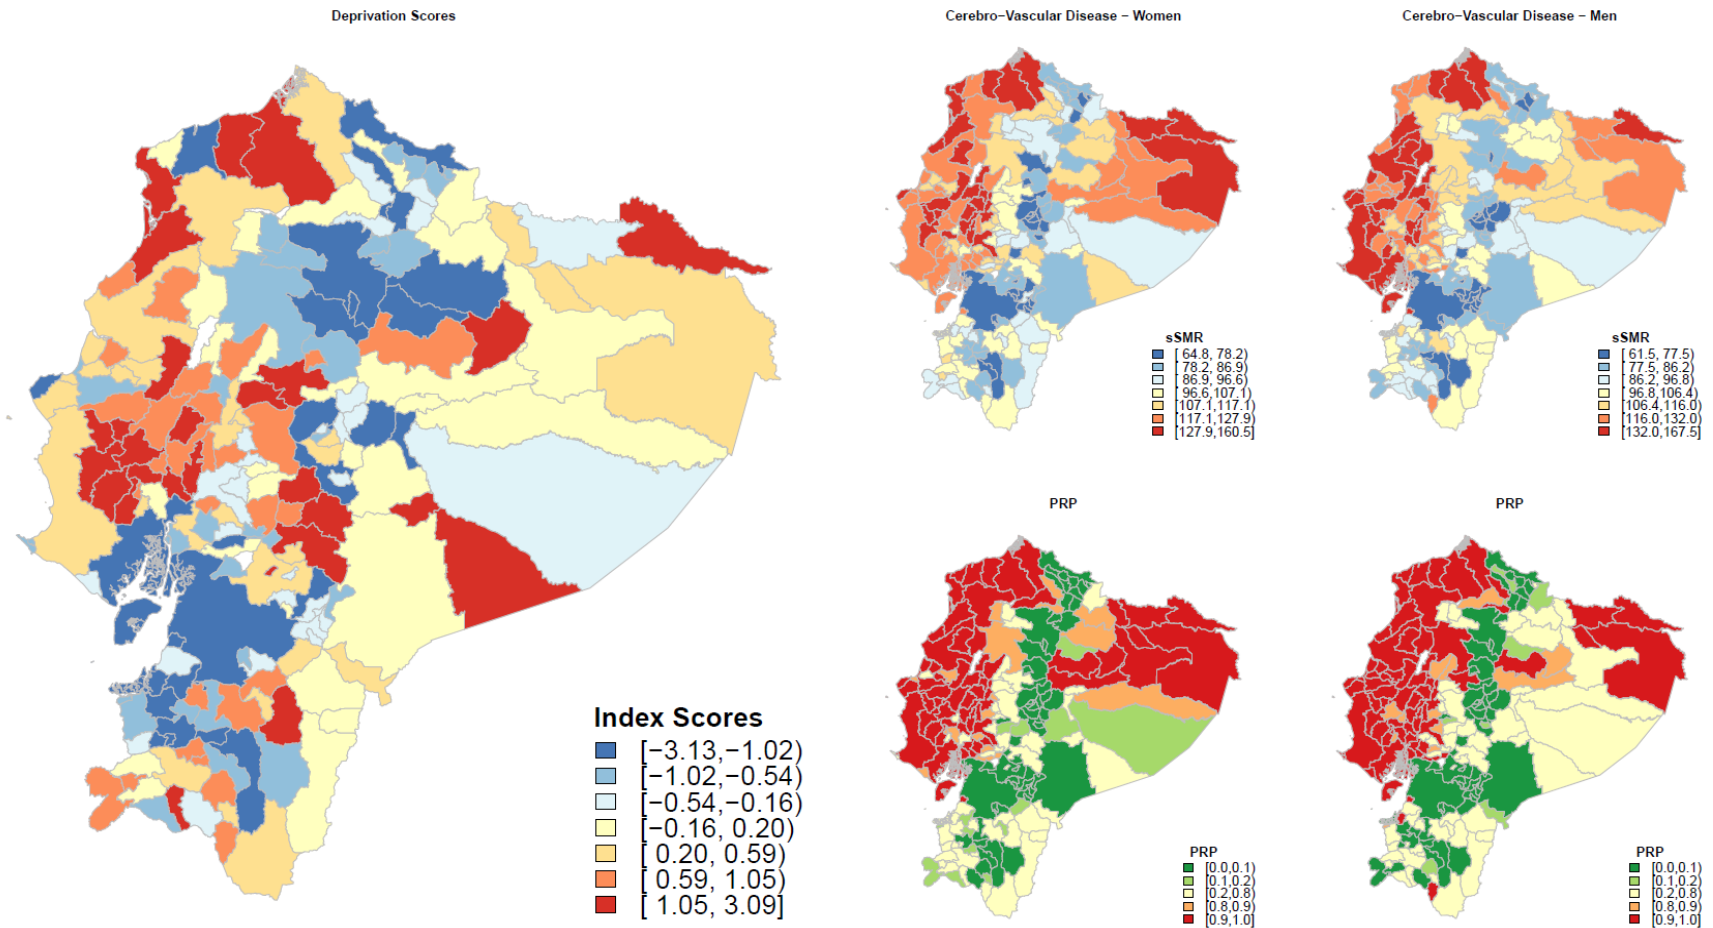 Deprivation Scores
Index Scores
[−3.13,−1.02)
[−1.02,−0.54)
[−0.54,−0.16)
[−0.16, 0.20)
[ 0.20, 0.59)
[ 0.59, 1.05)
[ 1.05, 3.09]
Cerebro−Vascular Disease − Women
sSMR
[ 64.8, 78.2)
[ 78.2, 86.9)
[ 86.9, 96.6)
[ 96.6,107.1)
[107.1,117.1)
[117.1,127.9)
[127.9,160.5]
Cerebro−Vascular Disease − Men
sSMR
[ 61.5, 77.5)
[ 77.5, 86.2)
[ 86.2, 96.8)
[ 96.8,106.4)
[106.4,116.0)
[116.0,132.0)
[132.0,167.5]
PRP
PRP
[0.0,0.1)
[0.1,0.2)
[0.2,0.8)
[0.8,0.9)
[0.9,1.0]
PRP
PRP
[0.0,0.1)
[0.1,0.2)
[0.2,0.8)
[0.8,0.9)
[0.9,1.0]